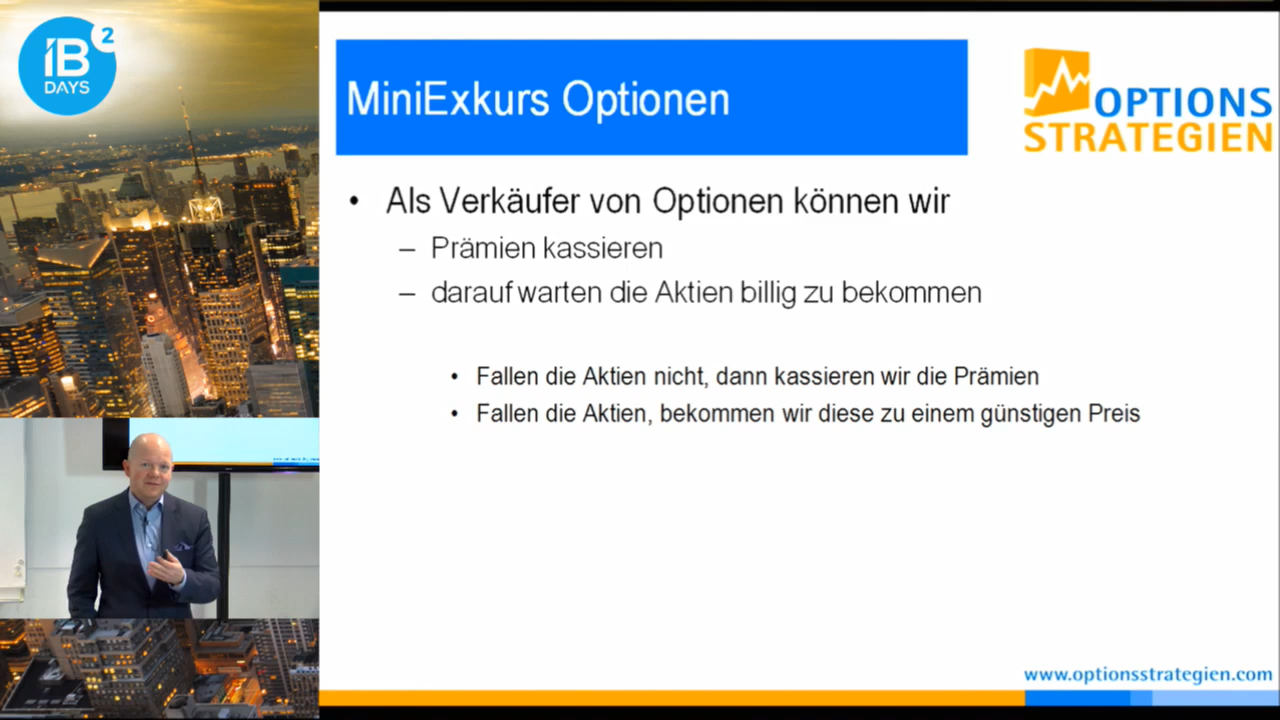 IB 2
DAYS
MiniExkurs Optionen
OPTIONS
STRATEGIEN
• Als Verkäufer von Optionen können wir
– Prämien kassieren
– darauf warten die Aktien billig zu bekommen
• Fallen die Aktien nicht, dann kassieren wir die Prämien
• Fallen die Aktien, bekommen wir diese zu einem günstigen Preis
www.optionsstrategien.com